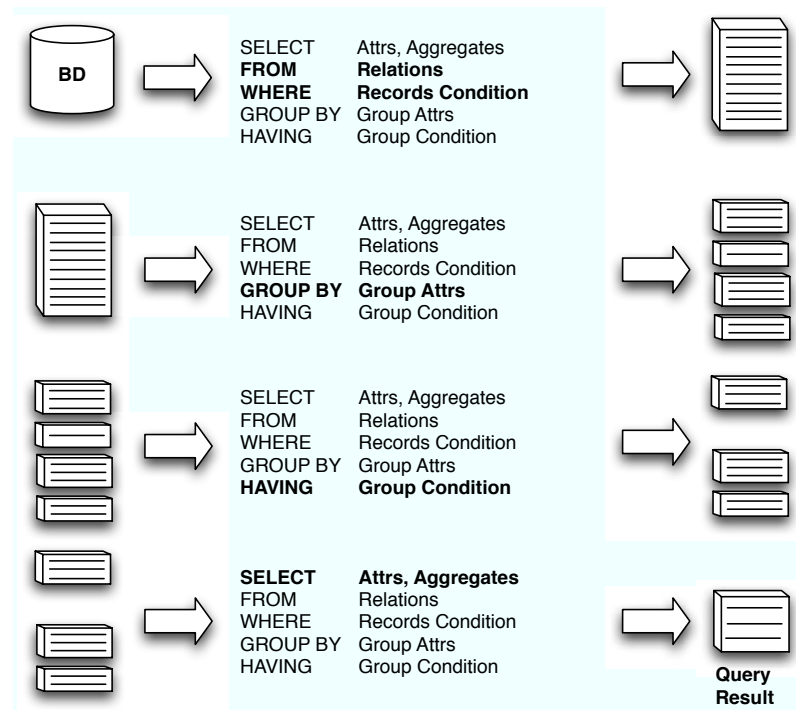 BD
SELECT Attrs, Aggregates
FROM Relations
WHERE Records Condition
GROUP BY Group Attrs
HAVING Group Condition
SELECT Attrs, Aggregates
FROM Relations
WHERE Records Condition
GROUP BY Group Attrs
HAVING Group Condition
SELECT Attrs, Aggregates
FROM Relations
WHERE Records Condition
GROUP BY Group Attrs
HAVING Group Condition
SELECT Attrs, Aggregates
FROM Relations
WHERE Records Condition
GROUP BY Group Attrs
HAVING Group Condition
Query
Result